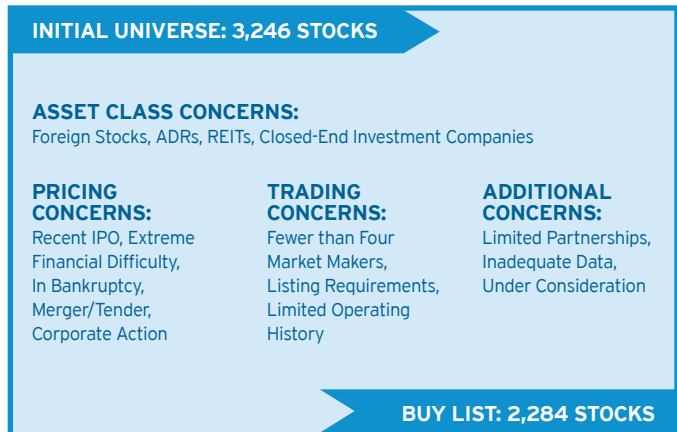 INITIAL UNIVERSE: 3,246 STOCKS
ASSET CLASS CONCERNS:
Foreign Stocks, ADRs, REITs, Closed-End Investment Companies
PRICING
CONCERNS:
Recent IPO, Extreme
Financial Difficulty,
In Bankruptcy,
Merger/Tender,
Corporate Action
TRADING
CONCERNS:
Fewer than Four
Market Makers,
Listing Requirements,
Limited Operating
History
ADDITIONAL
CONCERNS:
Limited Partnerships,
Inadequate Data,
Under Consideration
BUY LIST: 2,284 STOCKS